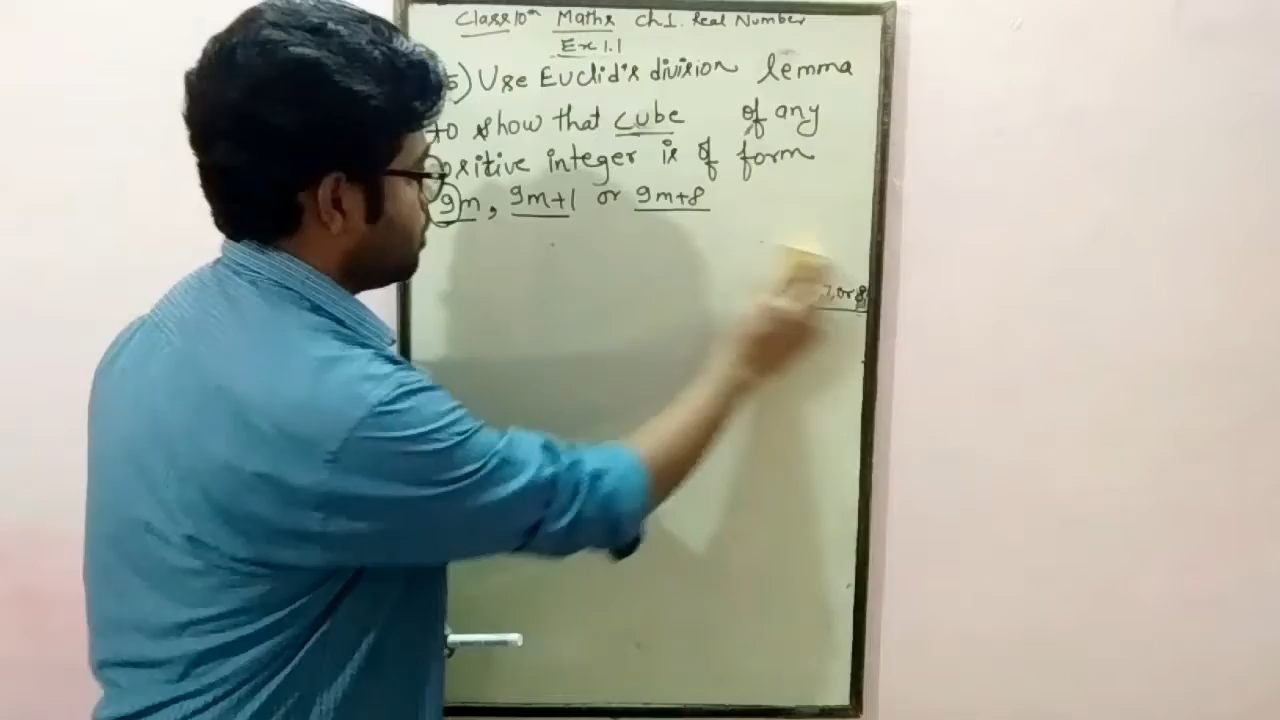 Class 10th Maths Ch 1. Real Number
Ex 1.1
5) Use Euclid's division lemma
to show that cube of any
positive integer is of form
9m, 9m+1 or 9m+8
7, or 8